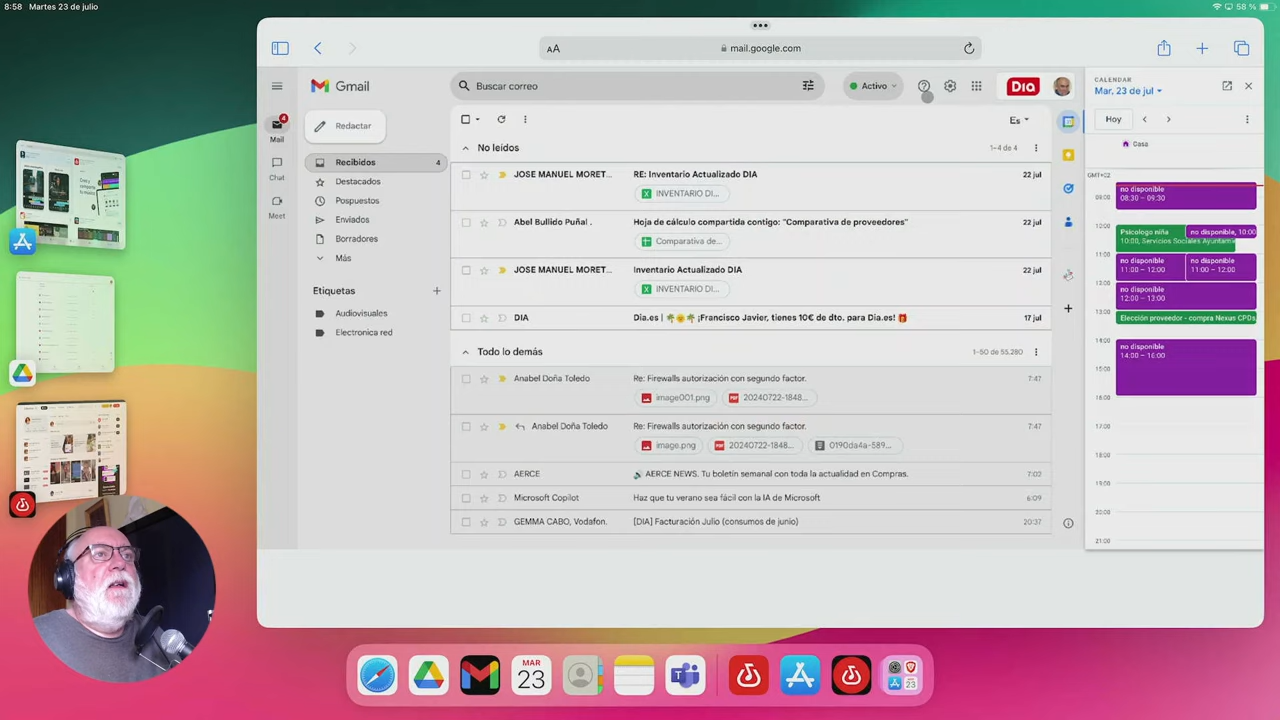 8:58 Martes 23 de julio
58 %
AA
mail.google.com
Gmail
Buscar correo
Activo
Dia
CALENDAR
Mar, 23 de jul
4
Mail
Chat
Meet
Redactar
Recibidos 4
Destacados
Pospuestos
Enviados
Borradores
Más
Etiquetas
Audiovisuales
Electronica red
Es
No leídos 1–4 de 4
JOSE MANUEL MORET... RE: Inventario Actualizado DIA 22 jul
INVENTARIO DI...
Abel Bullido Puñal . Hoja de cálculo compartida contigo: "Comparativa de proveedores" 22 jul
Comparativa de...
JOSE MANUEL MORET... Inventario Actualizado DIA 22 jul
INVENTARIO DI...
DIA Dia.es | 🌴🌞🌴 ¡Francisco Javier, tienes 10€ de dto. para Dia.es! 🎁 17 jul
Todo lo demás 1–50 de 55.280
Anabel Doña Toledo Re: Firewalls autorización con segundo factor. 7:47
image001.png 20240722-1848...
Anabel Doña Toledo Re: Firewalls autorización con segundo factor. 7:47
image.png 20240722-1848... 0190da4a-589...
AERCE 🔊 AERCE NEWS. Tu boletín semanal con toda la actualidad en Compras. 7:02
Microsoft Copilot Haz que tu verano sea fácil con la IA de Microsoft 6:09
GEMMA CABO, Vodafon. [DIA] Facturación Julio (consumos de julio) 20:37
Hoy
Casa
GMT+02
09:00
10:00
11:00
12:00
13:00
14:00
15:00
16:00
17:00
18:00
19:00
20:00
21:00
no disponible
08:30 – 09:30
Psicologo niña
10:00, Servicios Sociales Ayuntamie
no disponible, 10:00
no disponible
11:00 – 12:00
no disponible
11:00 – 12:00
no disponible
12:00 – 13:00
Elección proveedor - compra Nexus CPDs,
no disponible
14:00 – 16:00
MAR
23
23